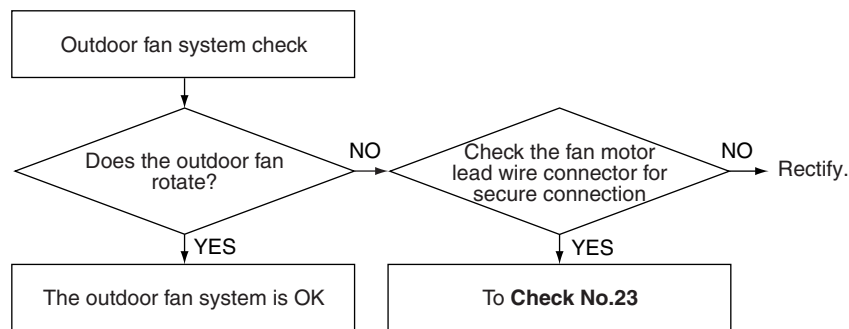 Outdoor fan system check
Does the outdoor fan
rotate?
NO
Check the fan motor
lead wire connector for
secure connection
NO
Rectify.
YES
YES
The outdoor fan system is OK
To Check No.23